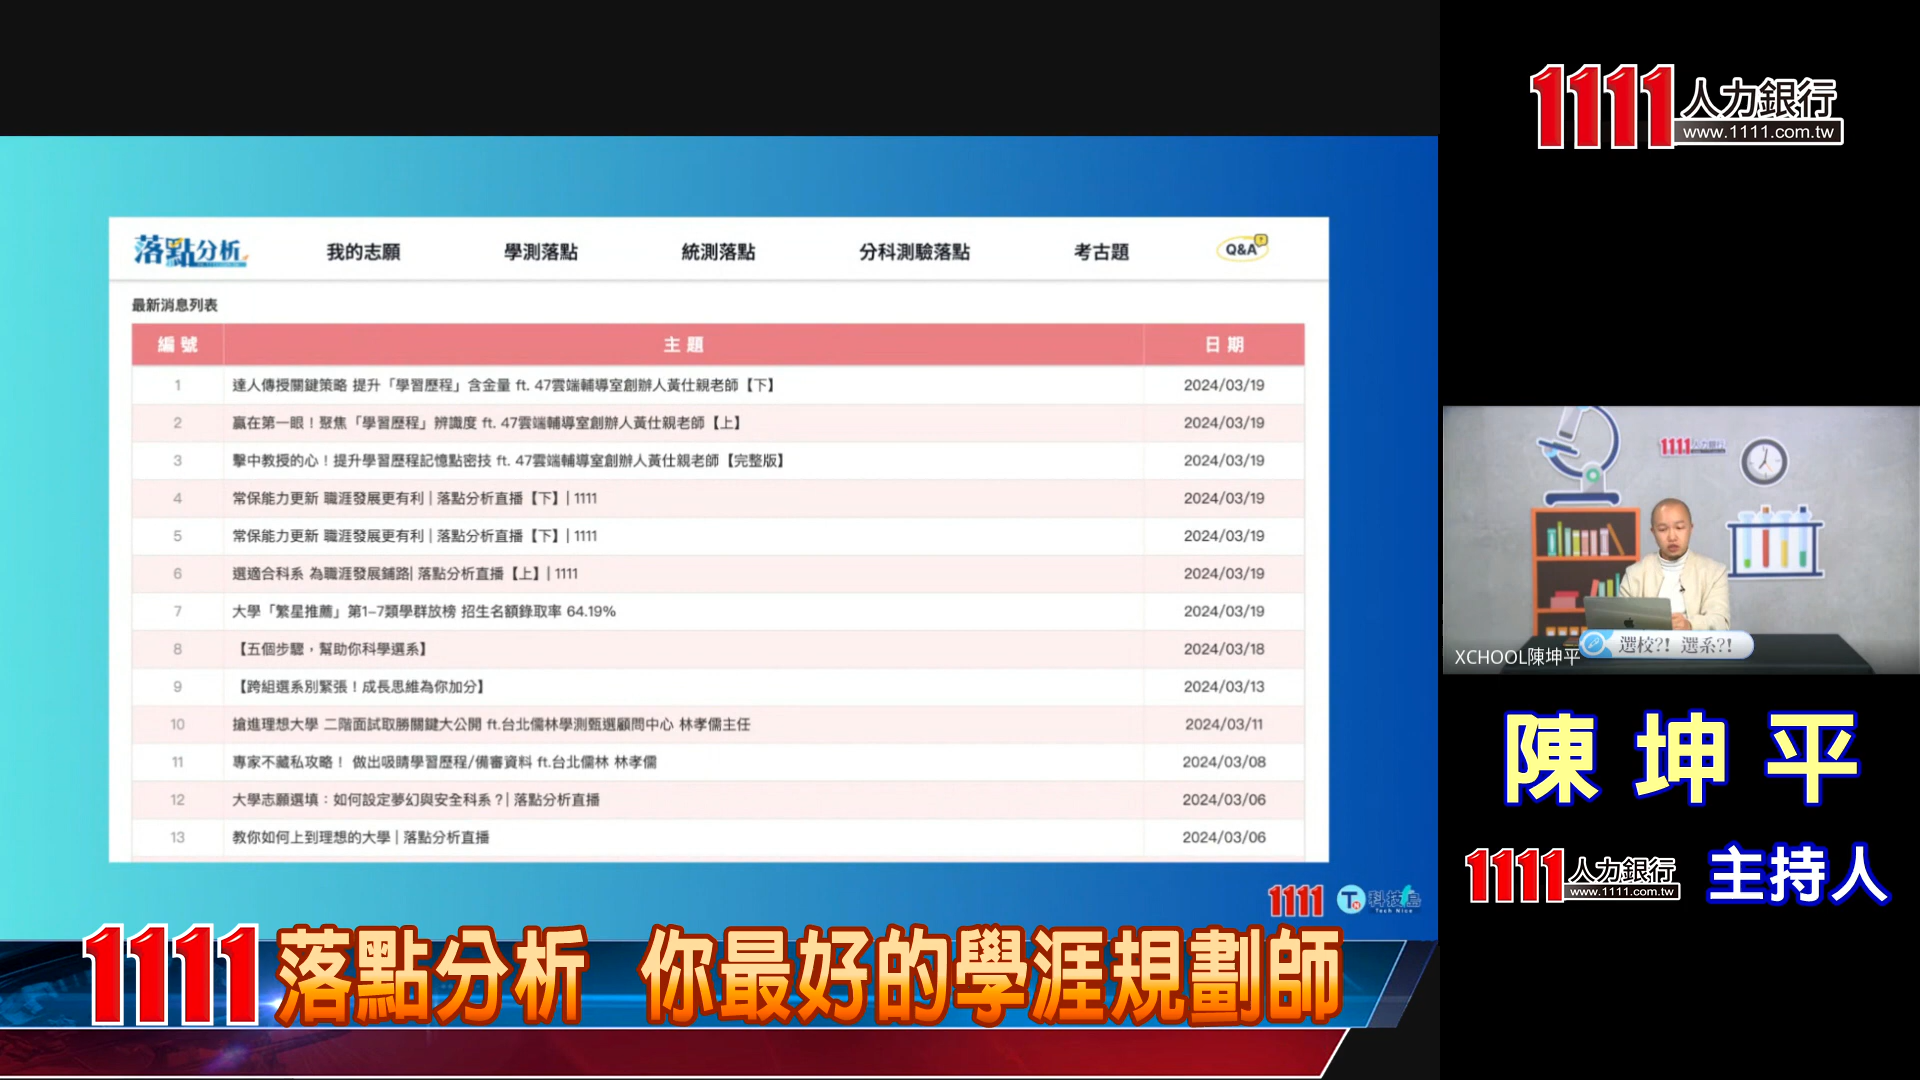 落點分析
我的志願
學測落點
統測落點
分科測驗落點
考古題
Q&A
最新消息列表
編號 主題 日期
1 達人傳授關鍵策略 提升「學習歷程」含金量 ft. 47雲端輔導室創辦人黃仕親老師【下】 2024/03/19
2 贏在第一眼！聚焦「學習歷程」辨識度 ft. 47雲端輔導室創辦人黃仕親老師【上】 2024/03/19
3 擊中教授的心！提升學習歷程記憶點密技 ft. 47雲端輔導室創辦人黃仕親老師【完整版】 2024/03/19
4 常保能力更新 職涯發展更有利 | 落點分析直播【下】| 1111 2024/03/19
5 常保能力更新 職涯發展更有利 | 落點分析直播【下】| 1111 2024/03/19
6 選適合科系 為職涯發展鋪路| 落點分析直播【上】| 1111 2024/03/19
7 大學「繁星推薦」第1-7類學群放榜 招生名額錄取率 64.19% 2024/03/19
8 【五個步驟，幫助你科學選系】 2024/03/18
9 【跨組選系別緊張！成長思維為你加分】 2024/03/13
10 搶進理想大學 二階面試取勝關鍵大公開 ft.台北儒林學測甄選顧問中心 林孝儒主任 2024/03/11
11 專家不藏私攻略！ 做出吸睛學習歷程/備審資料 ft.台北儒林 林孝儒 2024/03/08
12 大學志願選填：如何設定夢幻與安全科系？| 落點分析直播 2024/03/06
13 教你如何上到理想的大學 | 落點分析直播 2024/03/06
1111 科技島
Tech Nice
1111 落點分析 你最好的學涯規劃師
1111 人力銀行
www.1111.com.tw
1111人力銀行
選校?! 選系?!
XCHOOL陳坤平
陳坤平
1111 人力銀行
www.1111.com.tw
主持人